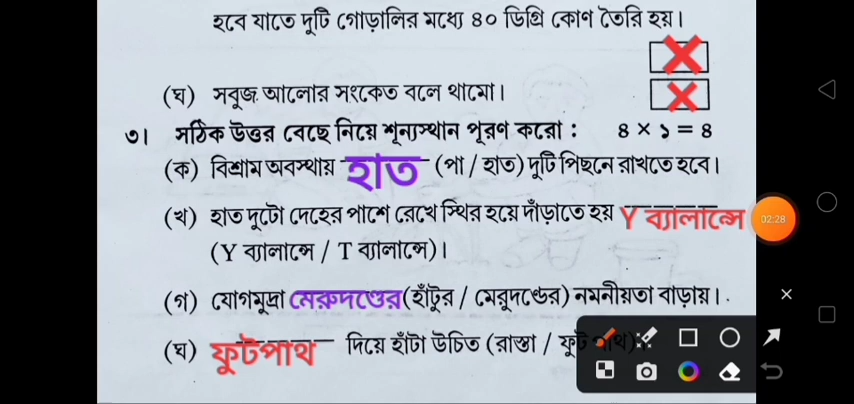 হবে যাতে দুটি গোড়ালির মধ্যে ৪০ ডিগ্রি কোণ তৈরি হয়।
(ঘ) সবুজ আলোর সংকেত বলে থামো।
৩। সঠিক উত্তর বেছে নিয়ে শূন্যস্থান পূরণ করো : ৪ × ১ = ৪
(ক) বিশ্রাম অবস্থায় হাত (পা / হাত) দুটি পিছনে রাখতে হবে।
(খ) হাত দুটো দেহের পাশে রেখে স্থির হয়ে দাঁড়াতে হয় Y ব্যালান্সে
(Y ব্যালান্সে / T ব্যালান্সে)।
(গ) যোগমুদ্রা মেরুদণ্ডের (হাঁটুর / মেরুদণ্ডের) নমনীয়তা বাড়ায়।
(ঘ) ফুটপাথ দিয়ে হাঁটা উচিত (রাস্তা / ফুটপাথ)।
02:28